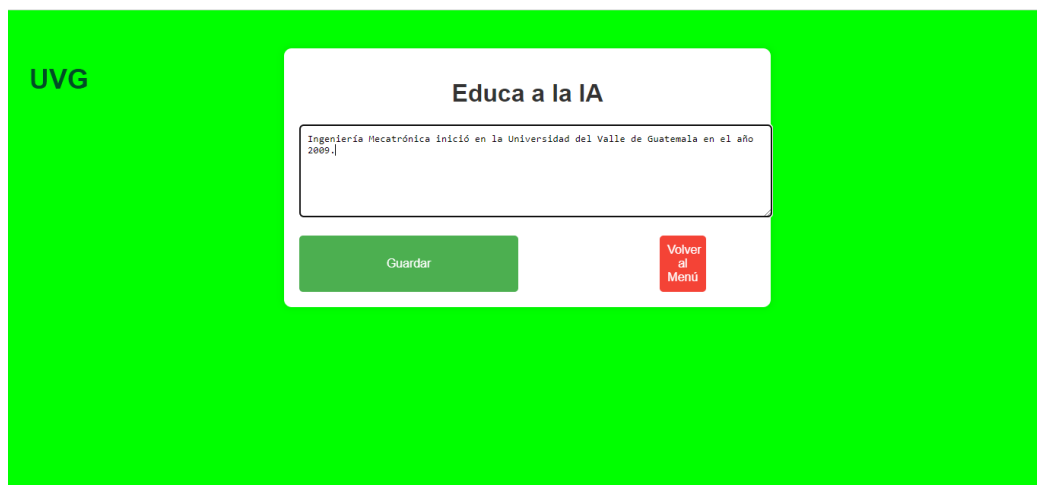 UVG
Educa a la IA
Ingeniería Mecatrónica inició en la Universidad del Valle de Guatemala en el año
2009.
Guardar
Volver
al
Menú